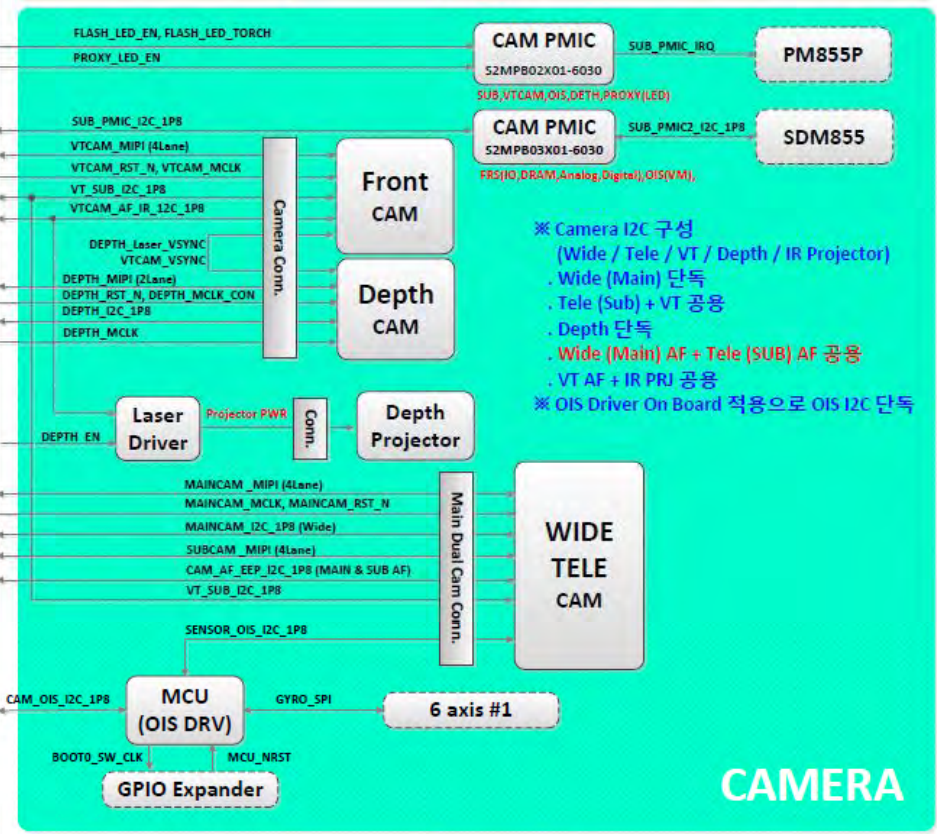 FLASH_LED_EN, FLASH_LED_TORCH
PROXY_LED_EN
CAM PMIC
S2MPB02X01-6030
SUB_PMIC_IRQ
PM855P
SUB,VTCAM,OIS,DETH,PROXY(LED)
SUB_PMIC_I2C_1P8
CAM PMIC
S2MPB03X01-6030
SUB_PMIC2_I2C_1P8
SDM855
FRS(IO,DRAM,Analog,Digital),OIS(VM),
VTCAM_MIPI (4Lane)
VTCAM_RST_N, VTCAM_MCLK
VT_SUB_I2C_1P8
VTCAM_AF_IR_12C_1P8
Camera Conn.
Front
CAM
DEPTH_Laser_VSYNC
VTCAM_VSYNC
DEPTH_MIPI (2Lane)
DEPTH_RST_N, DEPTH_MCLK_CON
DEPTH_I2C_1P8
DEPTH_MCLK
Depth
CAM
※ Camera I2C 구성
(Wide / Tele / VT / Depth / IR Projector)
. Wide (Main) 단독
. Tele (Sub) + VT 공용
. Depth 단독
. Wide (Main) AF + Tele (SUB) AF 공용
. VT AF + IR PRJ 공용
※ OIS Driver On Board 적용으로 OIS I2C 단독
DEPTH_EN
Laser
Driver
Projector PWR
Conn.
Depth
Projector
MAINCAM _MIPI (4Lane)
MAINCAM_MCLK, MAINCAM_RST_N
MAINCAM_I2C_1P8 (Wide)
SUBCAM _MIPI (4Lane)
CAM_AF_EEP_I2C_1P8 (MAIN & SUB AF)
VT_SUB_I2C_1P8
SENSOR_OIS_I2C_1P8
Main Dual Cam Conn.
WIDE
TELE
CAM
CAM_OIS_I2C_1P8
MCU
(OIS DRV)
GYRO_SPI
6 axis #1
BOOT0_SW_CLK
MCU_NRST
GPIO Expander
CAMERA